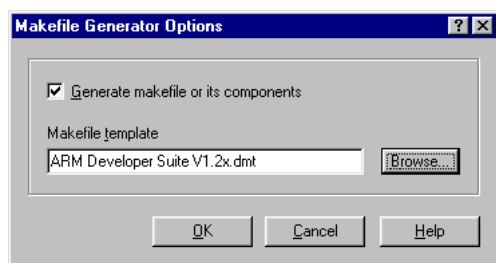 Makefile Generator Options
Generate makefile or its components
Makefile template
ARM Developer Suite V1.2x.dmt
Browse...
OK
Cancel
Help